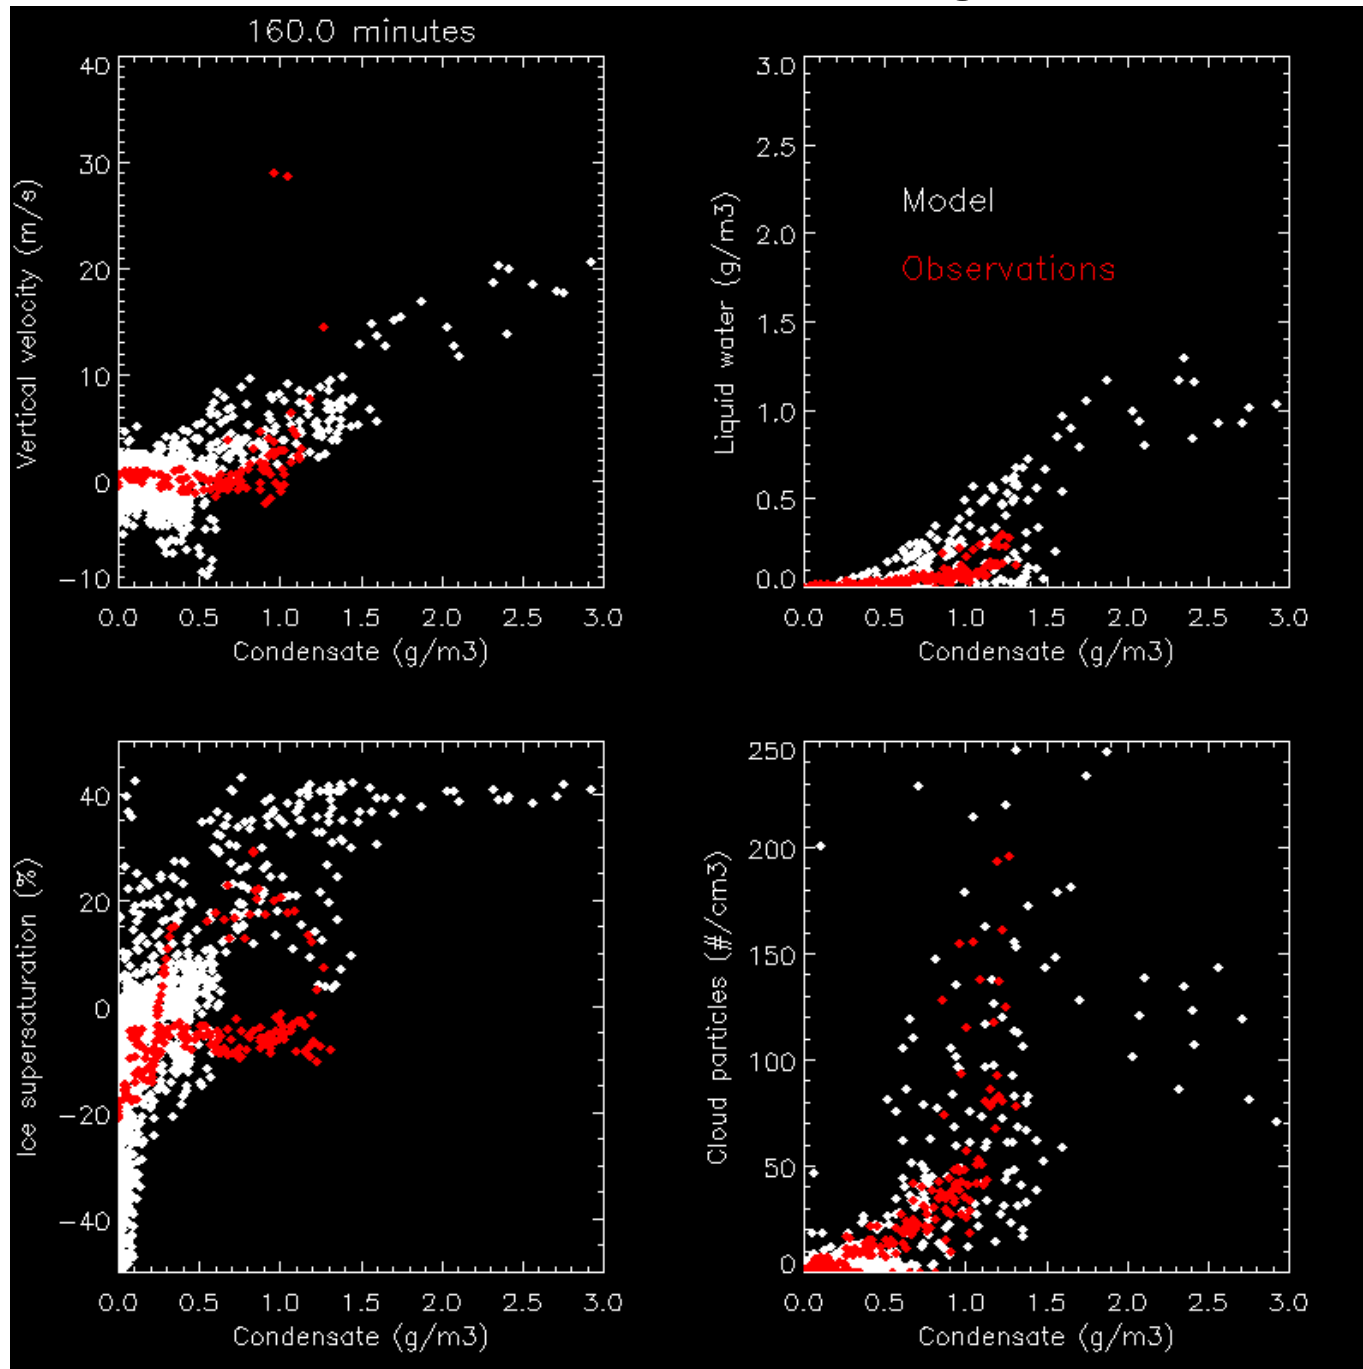 160.0 minutes
40
30
20
10
0
−10
Vertical velocity (m/s)
0.0 0.5 1.0 1.5 2.0 2.5 3.0
Condensate (g/m3)
3.0
2.5
2.0
1.5
1.0
0.5
0.0
Liquid water (g/m3)
Model
Observations
0.0 0.5 1.0 1.5 2.0 2.5 3.0
Condensate (g/m3)
40
20
0
−20
−40
Ice supersaturation (%)
0.0 0.5 1.0 1.5 2.0 2.5 3.0
Condensate (g/m3)
250
200
150
100
50
0
Cloud particles (#/cm3)
0.0 0.5 1.0 1.5 2.0 2.5 3.0
Condensate (g/m3)